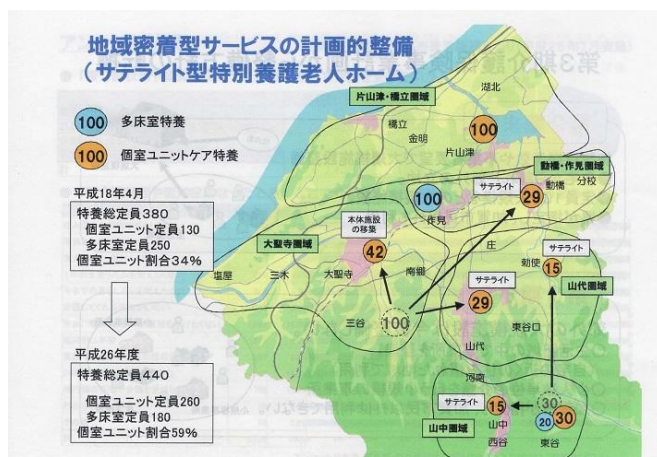 地域密着型サービスの計画的整備
(サテライト型特別養護老人ホーム)
100 多床室特養
100 個室ユニットケア特養
平成18年4月
特養総定員380
個室ユニット定員130
多床室定員250
個室ユニット割合34%
平成26年度
特養総定員440
個室ユニット定員260
多床室定員180
個室ユニット割合59%
片山津・橋立圏域
湖北
橋立
金明
片山津
100
動橋・作見圏域
分校
サテライト
29
動橋
100
作見
本体施設
の移築
42
大聖寺圏域
塩屋
三木
大聖寺
南郷
三谷
100
庄
サテライト
勅使
15
山代圏域
サテライト
29
東谷口
山代
河南
サテライト
15
山中
西谷
山中圏域
30
20
30
東谷